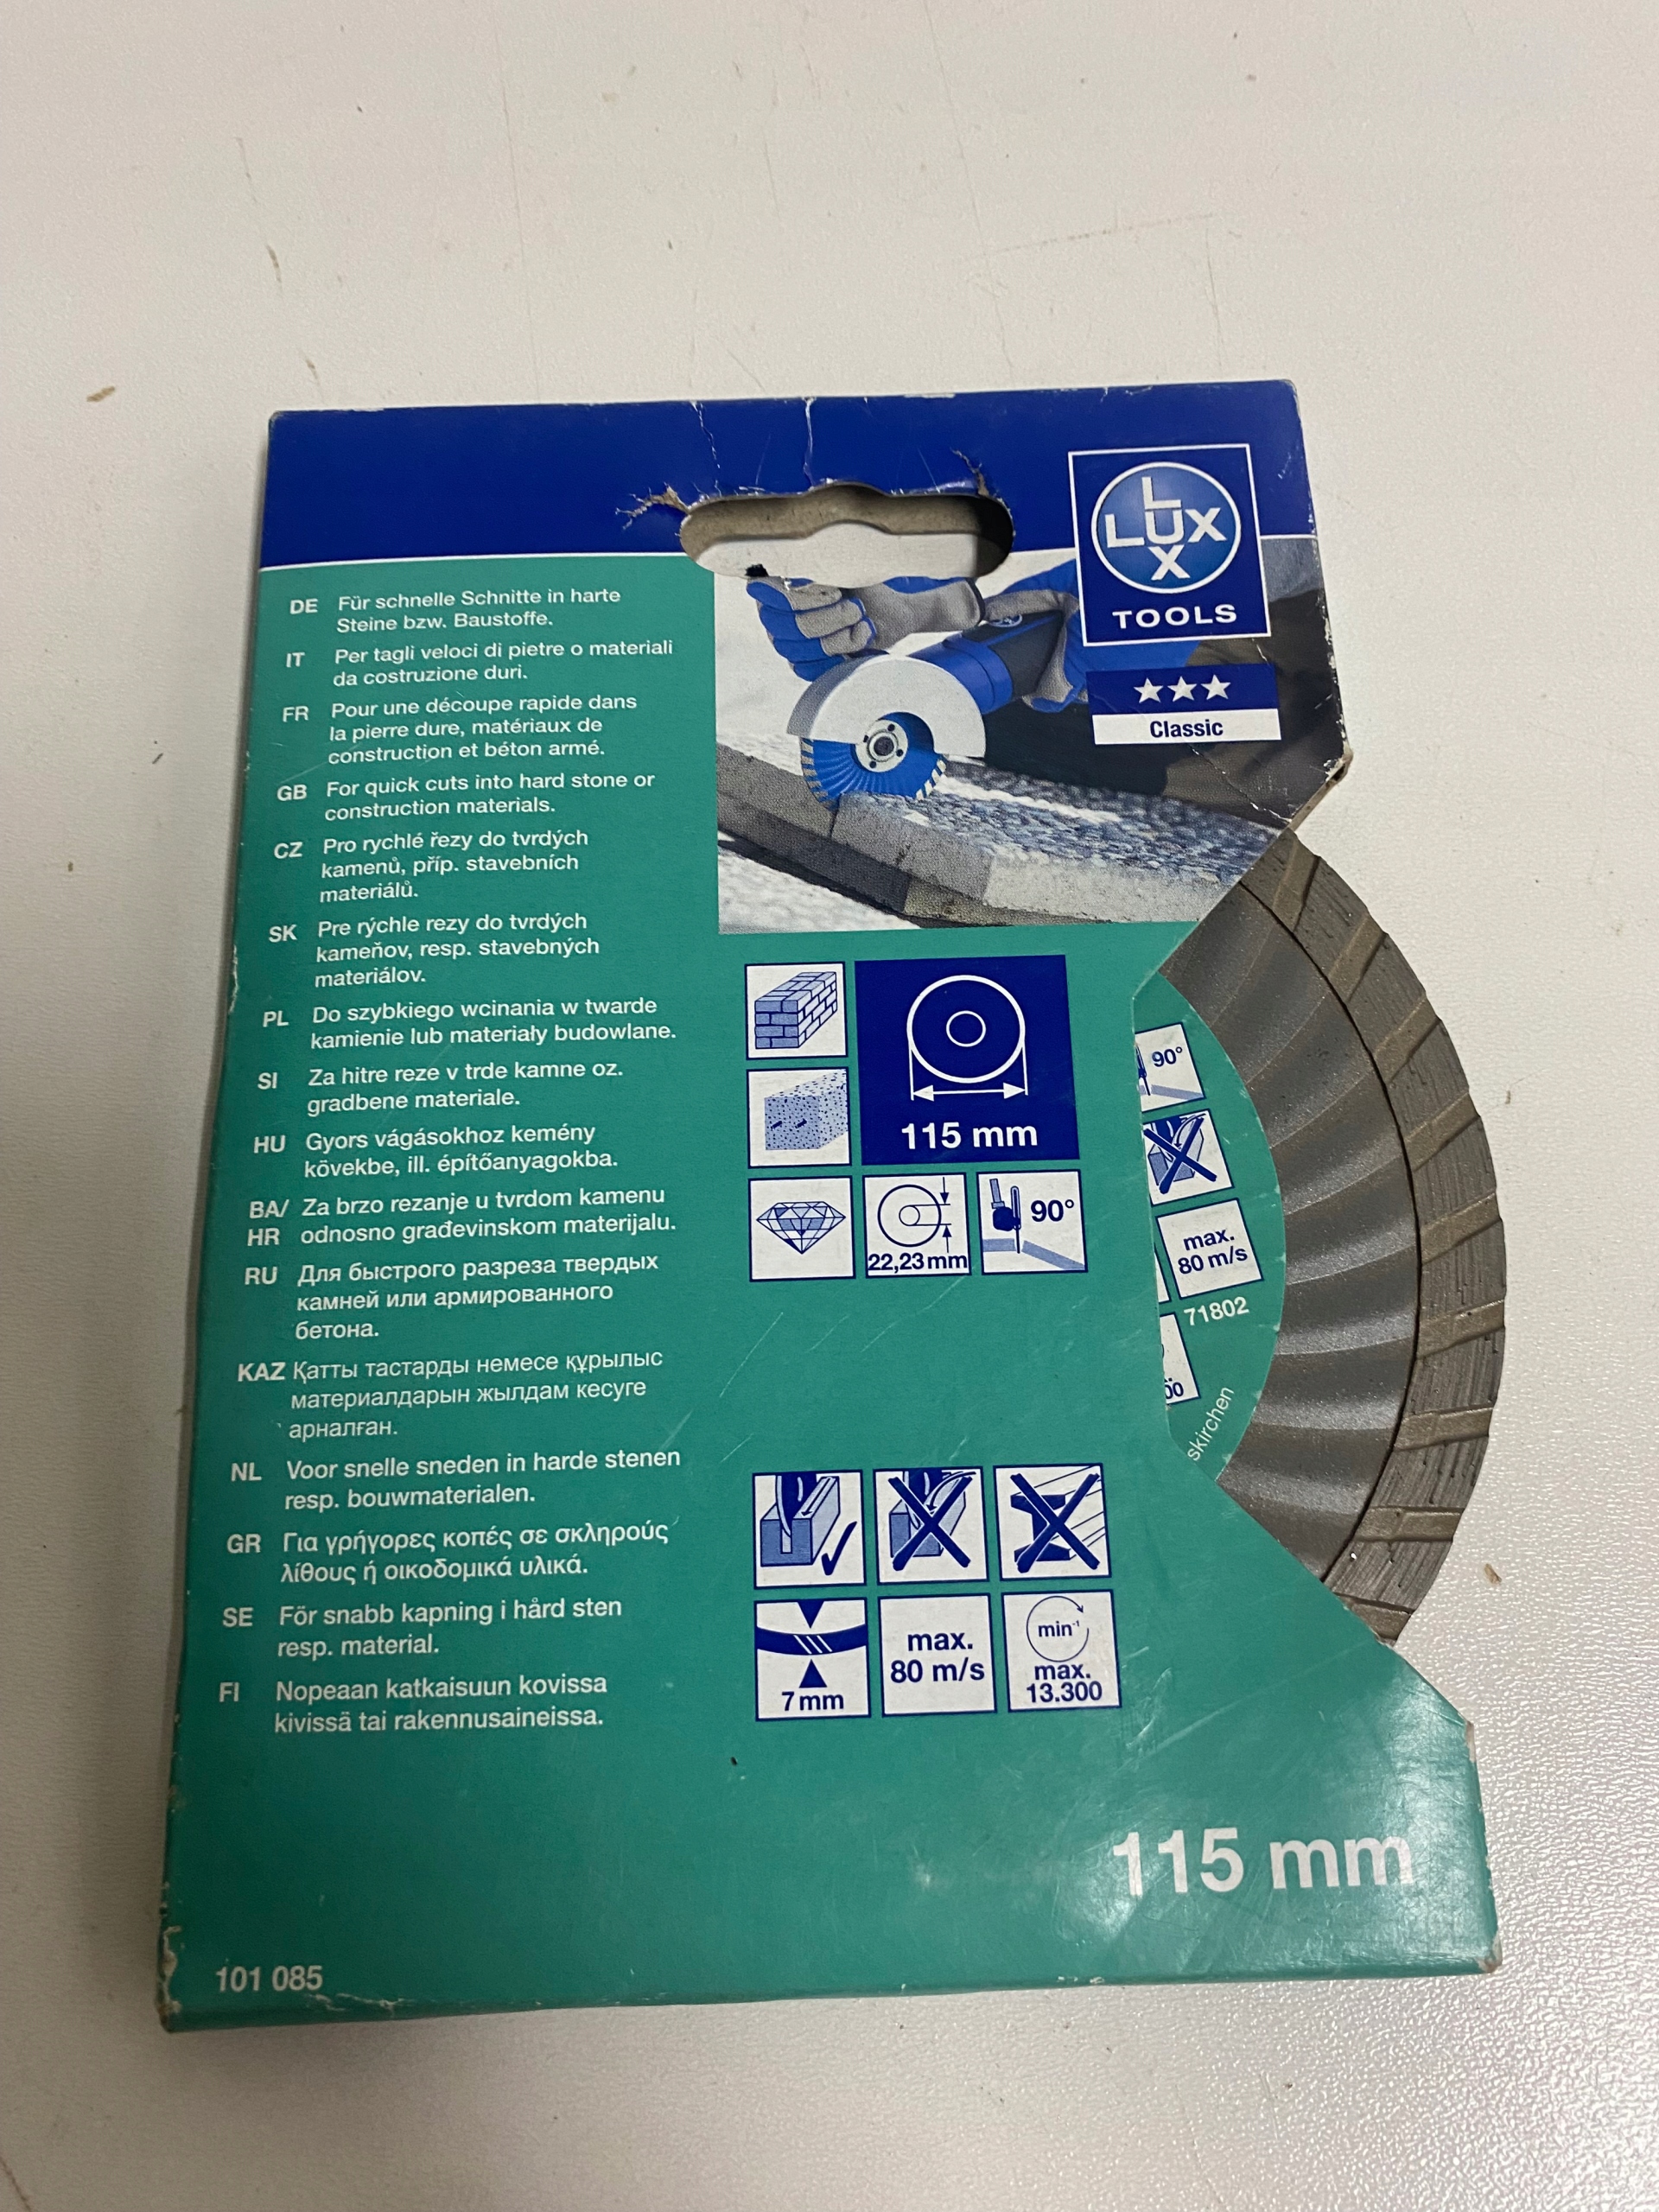 LUX
LUX
TOOLS
Classic
DE Für schnelle Schnitte in harte
Steine bzw. Baustoffe.
IT Per tagli veloci di pietre o materiali
da costruzione duri.
FR Pour une découpe rapide dans
la pierre dure, matériaux de
construction et béton armé.
GB For quick cuts into hard stone or
construction materials.
CZ Pro rychlé řezy do tvrdých
kamenů, příp. stavebních
materiálů.
SK Pre rýchle rezy do tvrdých
kameňov, resp. stavebných
materiálov.
PL Do szybkiego wcinania w twarde
kamienie lub materiały budowlane.
SI Za hitre reze v trde kamne oz.
gradbene materiale.
HU Gyors vágásokhoz kemény
kövekbe, ill. építőanyagokba.
BA/ Za brzo rezanje u tvrdom kamenu
HR odnosno građevinskom materijalu.
RU Для быстрого разреза твердых
камней или армированного
бетона.
KAZ Қатты тастарды немесе құрылыс
материалдарын жылдам кесуге
арналған.
NL Voor snelle sneden in harde stenen
resp. bouwmaterialen.
GR Για γρήγορες κοπές σε σκληρούς
λίθους ή οικοδομικά υλικά.
SE För snabb kapning i hård sten
resp. material.
FI Nopeaan katkaisuun kovissa
kivissä tai rakennusaineissa.
115 mm
22,23 mm
90°
7 mm
max.
80 m/s
min⁻¹
max.
13.300
90°
max.
80 m/s
71802
00
skirchen
115 mm
101 085